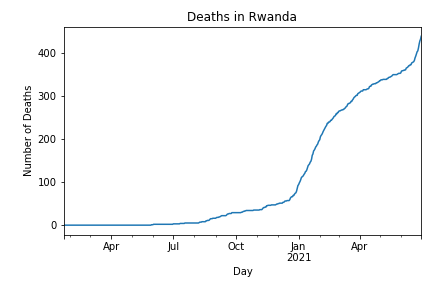 Deaths in Rwanda
Number of Deaths
400
300
200
100
0
Apr
Jul
Oct
Jan
2021
Apr
Day